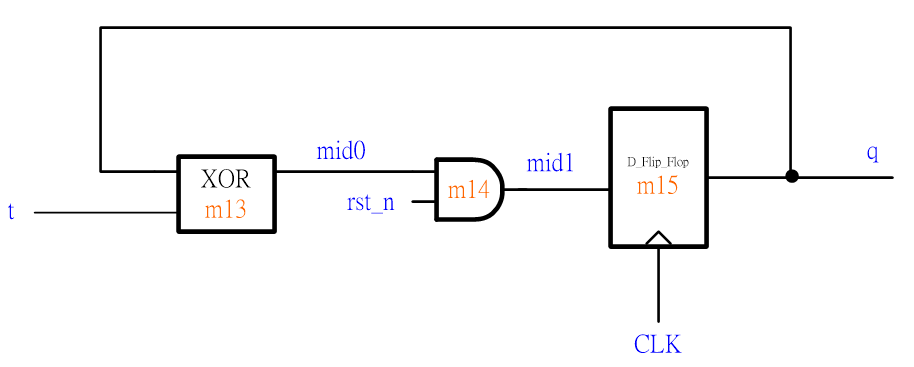 mid0
mid1
q
XOR
m13
m14
D_Flip_Flop
m15
rst_n
t
CLK